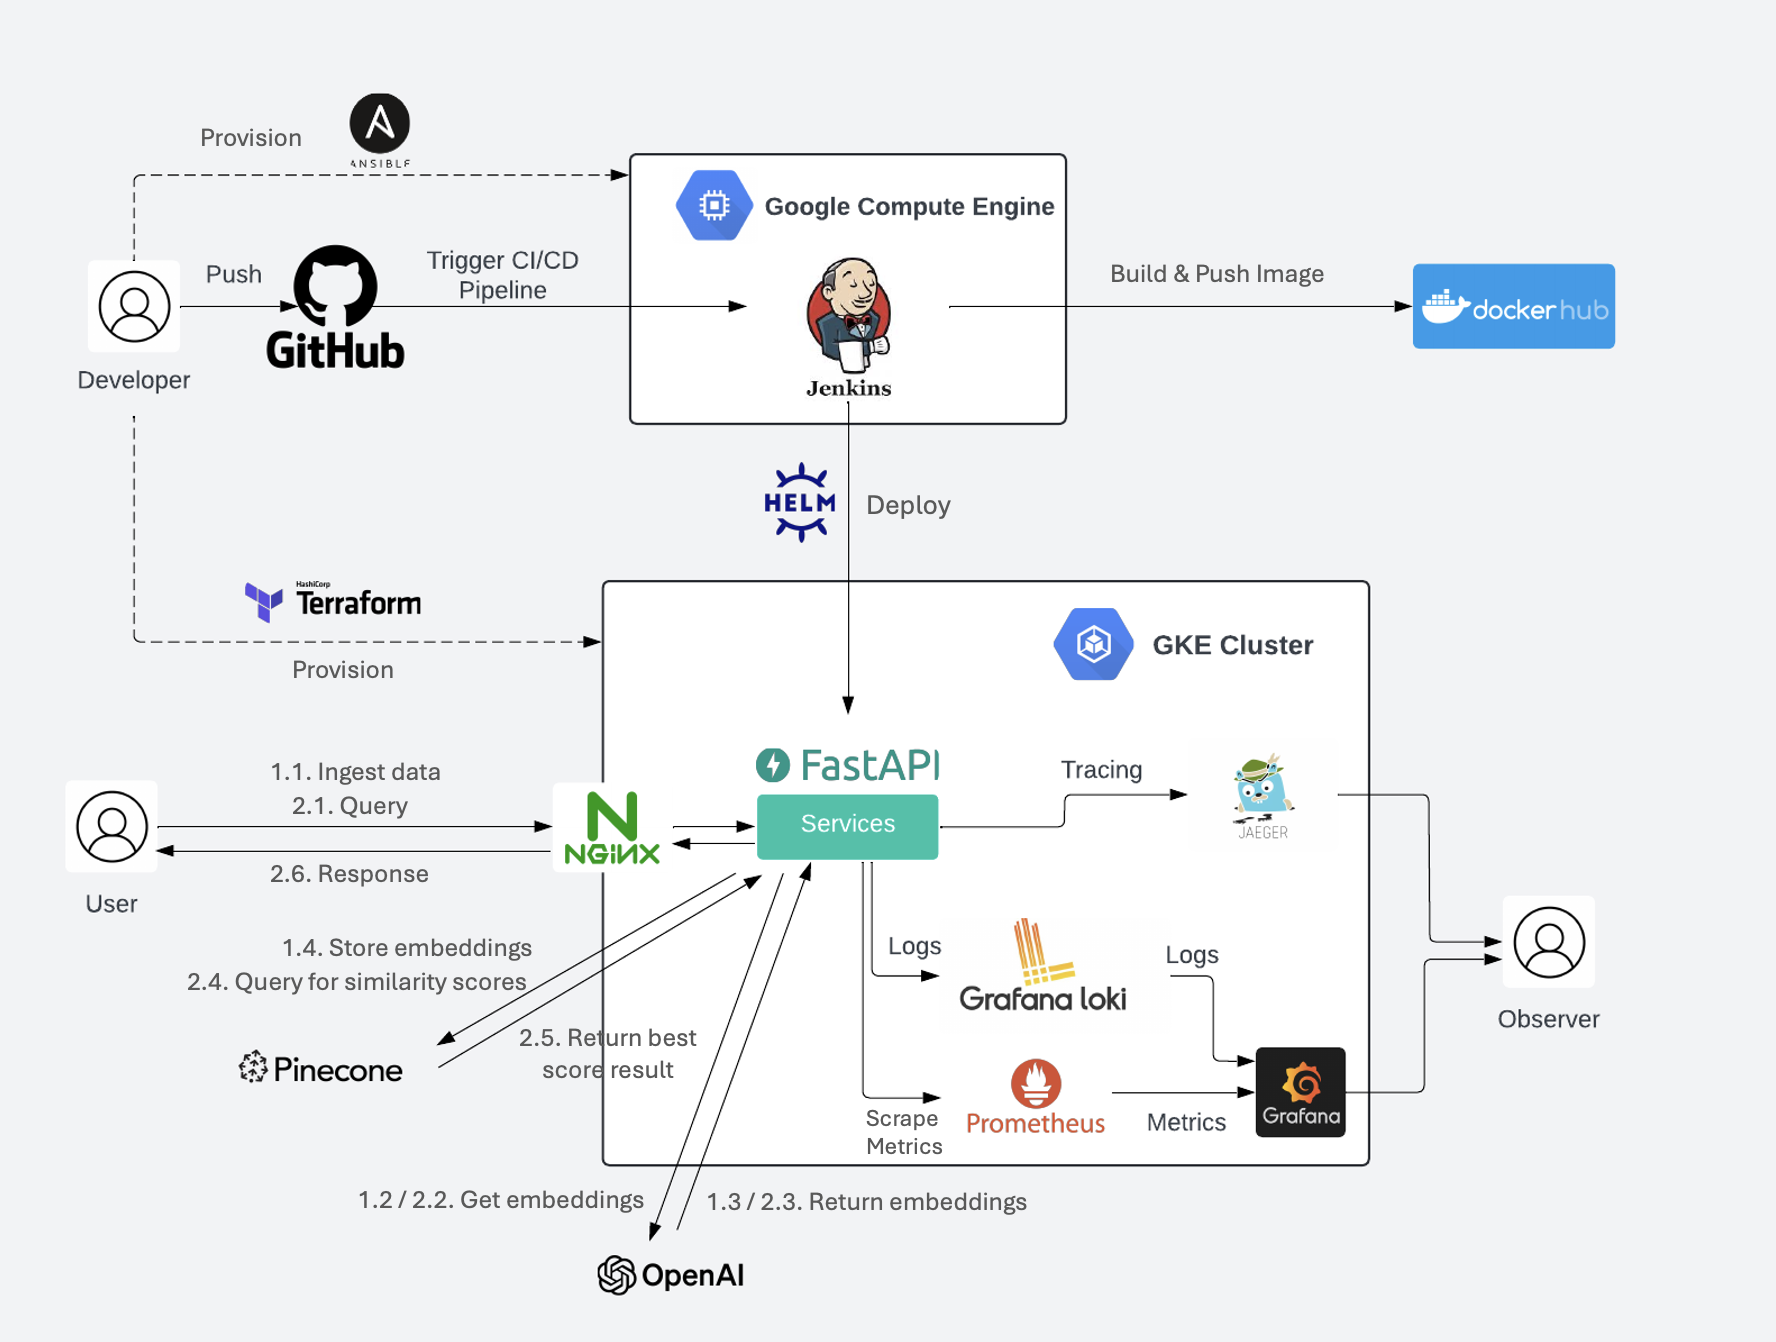 Provision
ANSIBLE
Google Compute Engine
Push
GitHub
Trigger CI/CD
Pipeline
Build & Push Image
dockerhub
Jenkins
Developer
HELM
Deploy
HashiCorp
Terraform
Provision
GKE Cluster
FastAPI
Services
1.1. Ingest data
2.1. Query
NGiNX
2.6. Response
User
Tracing
JAEGER
1.4. Store embeddings
2.4. Query for similarity scores
Logs
Grafana loki
Logs
Observer
Pinecone
2.5. Return best
score result
Scrape
Metrics
Prometheus
Metrics
Grafana
1.2 / 2.2. Get embeddings
1.3 / 2.3. Return embeddings
OpenAI